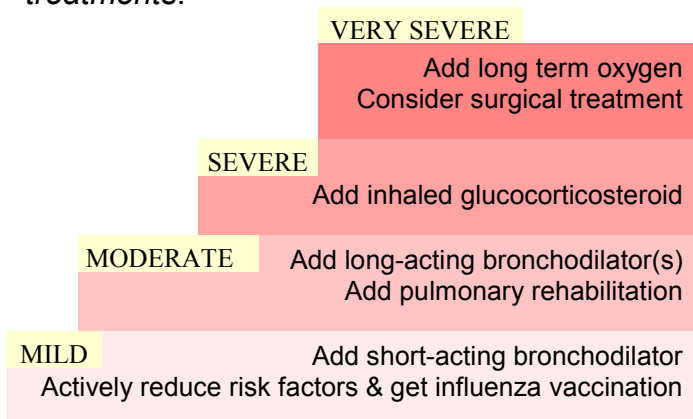 treatments.
VERY SEVERE
Add long term oxygen
Consider surgical treatment
SEVERE
Add inhaled glucocorticosteroid
MODERATE Add long-acting bronchodilator(s)
Add pulmonary rehabilitation
MILD Add short-acting bronchodilator
Actively reduce risk factors & get influenza vaccination